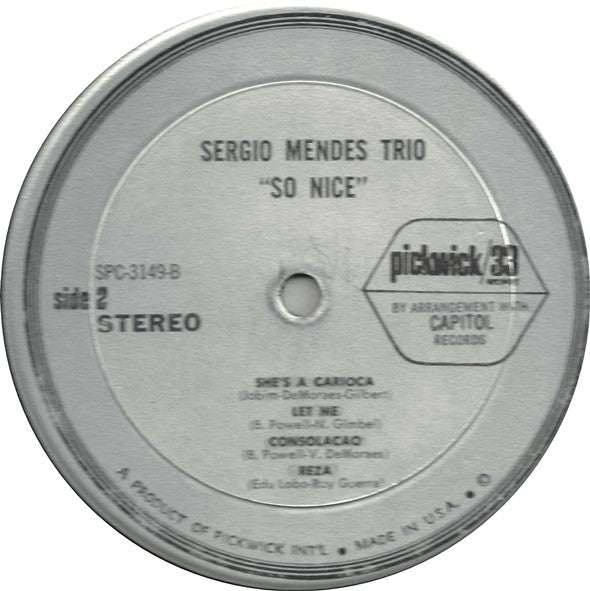 SERGIO MENDES TRIO
"SO NICE"
SPC-3149-B
side 2
STEREO
pickwick/33
RECORDS
BY ARRANGEMENT WITH
CAPITOL
RECORDS
SHE'S A CARIOCA
(Jobim-DeMoraes-Gilbert)
LET ME
(B. Powell-N. Gimbel)
CONSOLACAO
(B. Powell-V. DeMoraes)
REZA
(Edu Lobo-Ruy Guerra)
A PRODUCT OF PICKWICK INT'L • MADE IN U.S.A. • ©